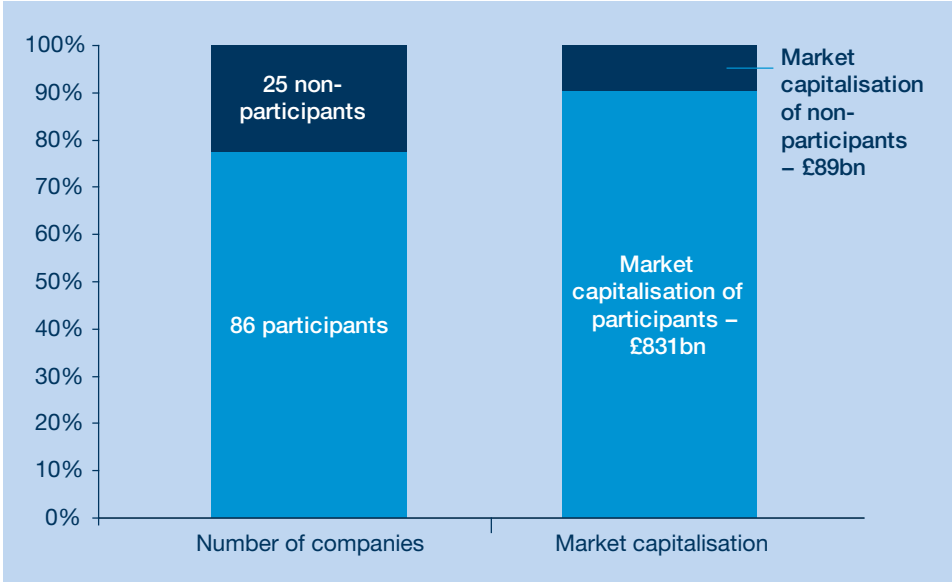 100%
90%
80%
70%
60%
50%
40%
30%
20%
10%
0%
25 non-
participants
86 participants
Market
capitalisation of
participants –
£831bn
Market
capitalisation
of non-
participants
– £89bn
Number of companies
Market capitalisation